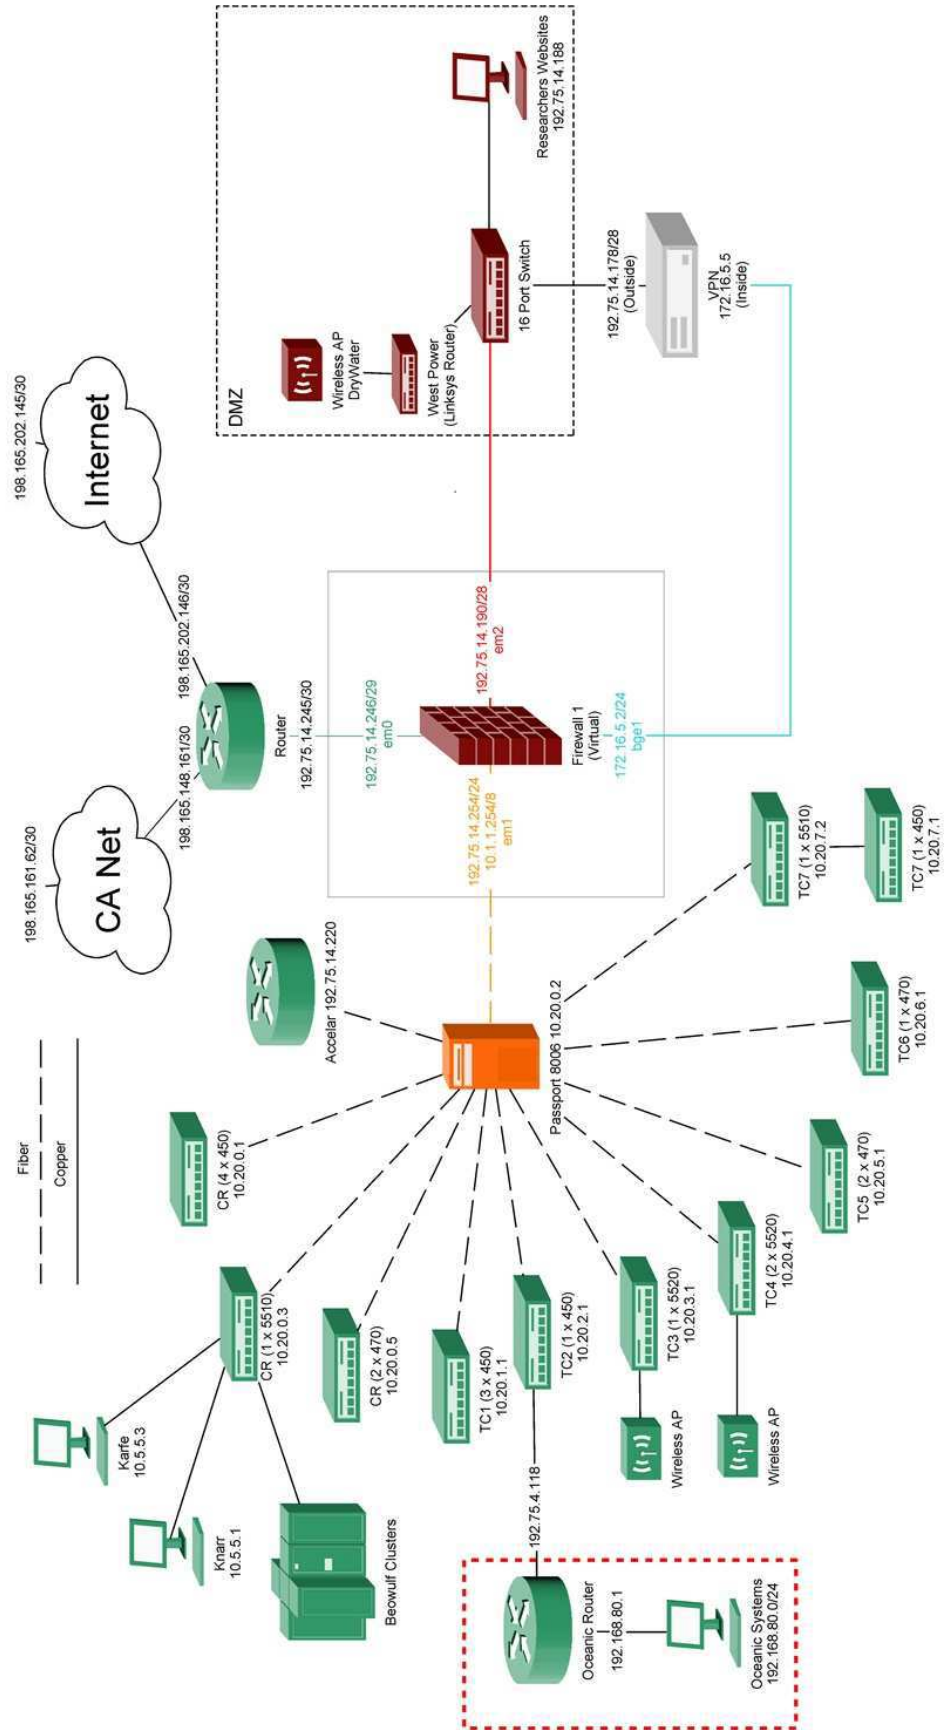 Fiber
Copper
198.165.161.62/30
CA Net
198.165.148.161/30
198.165.202.145/30
Internet
198.165.202.146/30
Router
192.75.14.245/30
192.75.14.246/29
em0
192.75.14.254/24
10.1.1.254/8
em1
192.75.14.190/28
em2
Firewall 1
(Virtual)
172.16.5.2/24
bge1
DMZ
Wireless AP
DryWater
West Power
(Linksys Router)
16 Port Switch
Researchers Websites
192.75.14.188
192.75.14.178/28
(Outside)
VPN
172.16.5.5
(Inside)
Accelar 192.75.14.220
Passport 8006 10.20.0.2
CR (4 x 450)
10.20.0.1
CR (1 x 5510)
10.20.0.3
CR (2 x 470)
10.20.0.5
TC1 (3 x 450)
10.20.1.1
TC2 (1 x 450)
10.20.2.1
TC3 (1 x 5520)
10.20.3.1
TC4 (2 x 5520)
10.20.4.1
TC5 (2 x 470)
10.20.5.1
TC6 (1 x 470)
10.20.6.1
TC7 (1 x 5510)
10.20.7.2
TC7 (1 x 450)
10.20.7.1
Karfe
10.5.5.3
Knarr
10.5.5.1
Beowulf Clusters
Wireless AP
Wireless AP
192.75.4.118
Oceanic Router
192.168.80.1
Oceanic Systems
192.168.80.0/24